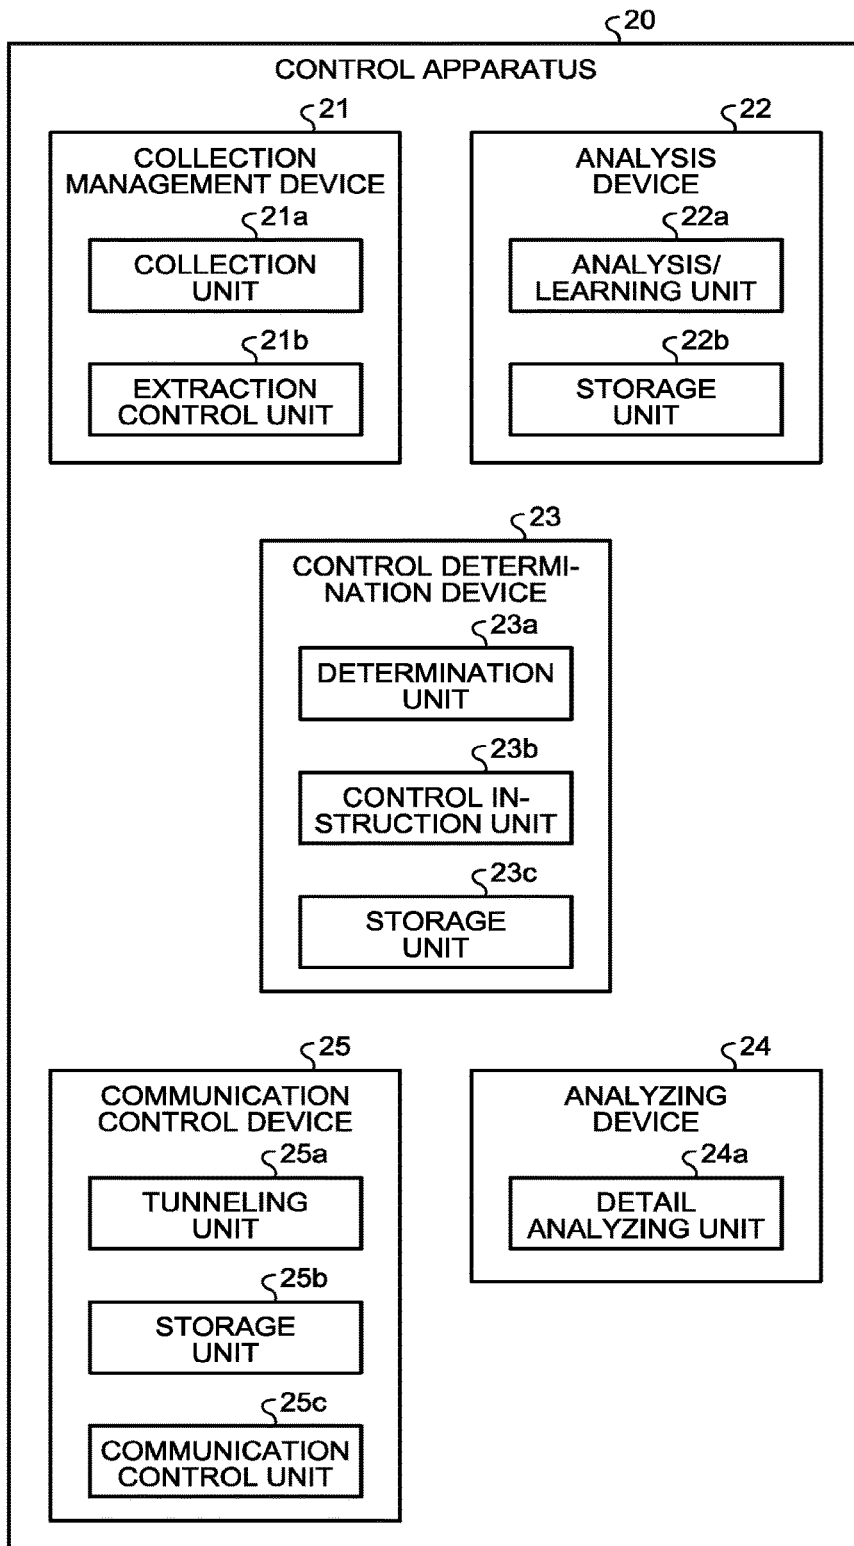 20
CONTROL APPARATUS
21
COLLECTION
MANAGEMENT DEVICE
21a
COLLECTION
UNIT
21b
EXTRACTION
CONTROL UNIT
22
ANALYSIS
DEVICE
22a
ANALYSIS/
LEARNING UNIT
22b
STORAGE
UNIT
23
CONTROL DETERMI-
NATION DEVICE
23a
DETERMINATION
UNIT
23b
CONTROL IN-
STRUCTION UNIT
23c
STORAGE
UNIT
25
COMMUNICATION
CONTROL DEVICE
25a
TUNNELING
UNIT
25b
STORAGE
UNIT
25c
COMMUNICATION
CONTROL UNIT
24
ANALYZING
DEVICE
24a
DETAIL
ANALYZING UNIT